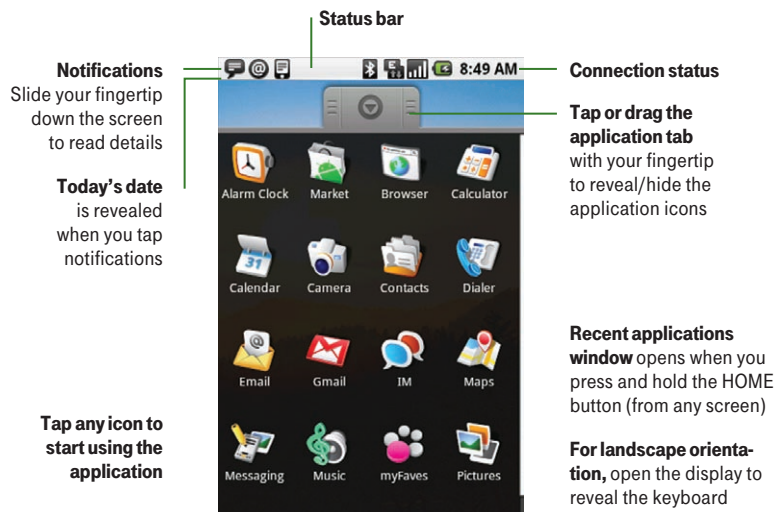 Status bar
Notifications
Slide your fingertip
down the screen
to read details
Today's date
is revealed
when you tap
notifications
Tap any icon to
start using the
application
8:49 AM
Alarm Clock
Market
Browser
Calculator
31
Calendar
Camera
Contacts
Dialer
@
Email
Gmail
IM
Maps
Messaging
Music
myFaves
Pictures
Connection status
Tap or drag the
application tab
with your fingertip
to reveal/hide the
application icons
Recent applications
window opens when you
press and hold the HOME
button (from any screen)
For landscape orienta-
tion, open the display to
reveal the keyboard